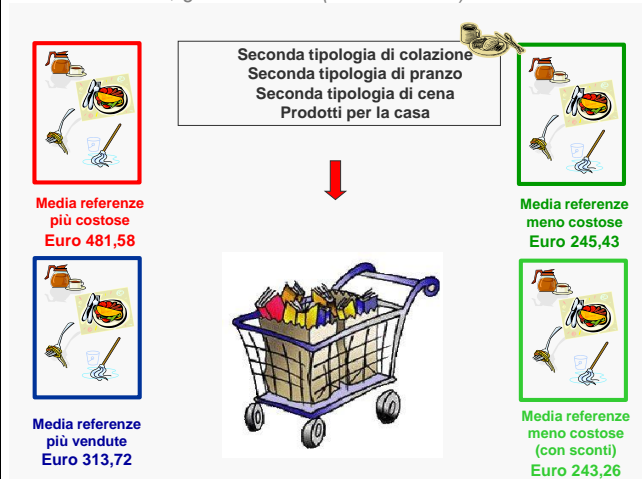 Seconda tipologia di colazione
Seconda tipologia di pranzo
Seconda tipologia di cena
Prodotti per la casa
Media referenze
più costose
Euro 481,58
Media referenze
meno costose
Euro 245,43
Media referenze
più vendute
Euro 313,72
Media referenze
meno costose
(con sconti)
Euro 243,26